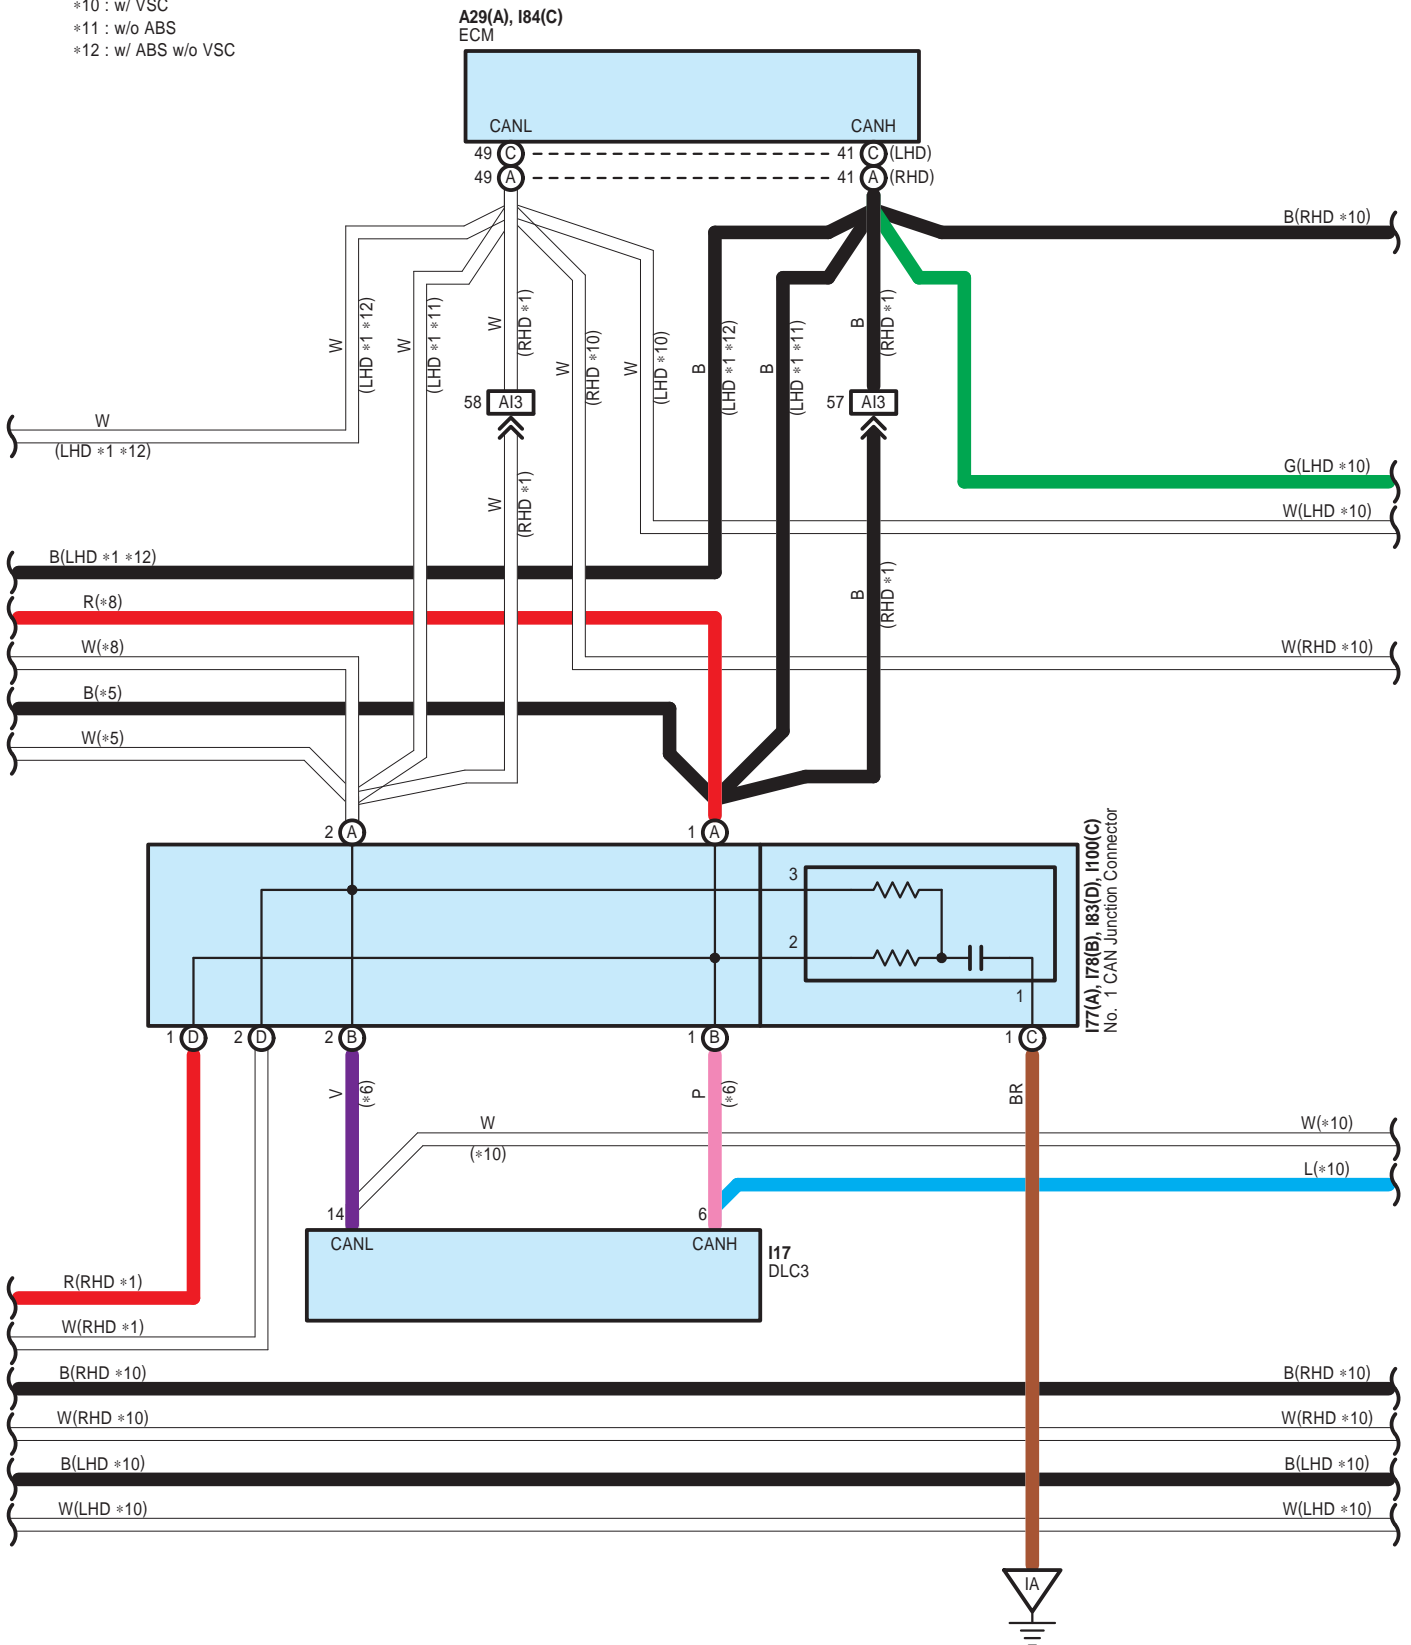 *10 : w/ VSC
*11 : w/o ABS
*12 : w/ ABS w/o VSC
A29(A), I84(C)
ECM
CANL
CANH
49 C
41 C (LHD)
49 A
41 A (RHD)
B(RHD *10)
W
(LHD *1 *12)
W
(LHD *1 *11)
W
(RHD *1)
W
(RHD *10)
W
(LHD *10)
B
(LHD *1 *12)
B
(LHD *1 *11)
B
(RHD *1)
58 AI3
57 AI3
W
(LHD *1 *12)
G(LHD *10)
W
(RHD *1)
W(LHD *10)
B(LHD *1 *12)
B
(RHD *1)
R(*8)
W(*8)
W(RHD *10)
B(*5)
W(*5)
2 A
1 A
3
2
1
I77(A), I78(B), I83(D), I100(C)
No. 1 CAN Junction Connector
1 D
2 D
2 B
1 B
1 C
V
(*6)
P
(*6)
BR
W
(*10)
W(*10)
L(*10)
14
6
CANL
CANH
I17
DLC3
R(RHD *1)
W(RHD *1)
B(RHD *10)
B(RHD *10)
W(RHD *10)
W(RHD *10)
B(LHD *10)
B(LHD *10)
W(LHD *10)
W(LHD *10)
IA